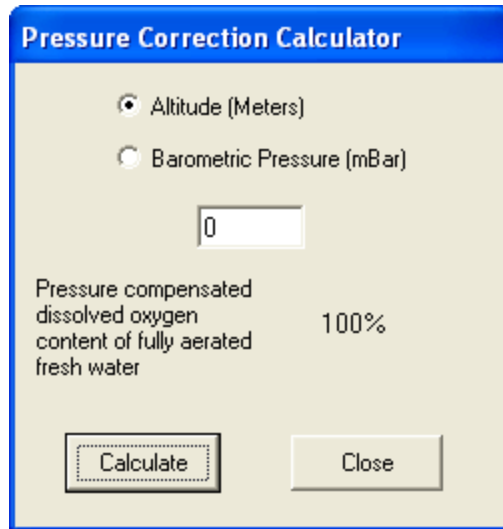 Pressure Correction Calculator
Altitude (Meters)
Barometric Pressure (mBar)
0
Pressure compensated
dissolved oxygen
content of fully aerated
fresh water
100%
Calculate
Close